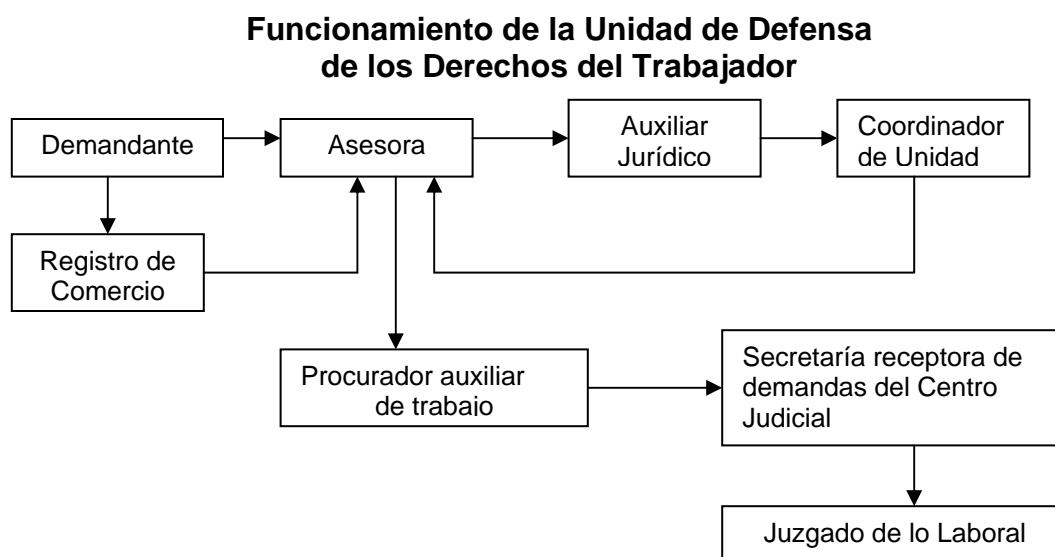 Funcionamiento de la Unidad de Defensa
de los Derechos del Trabajador
Demandante
Asesora
Auxiliar
Jurídico
Coordinador
de Unidad
Registro de
Comercio
Procurador auxiliar
de trabajo
Secretaría receptora de
demandas del Centro
Judicial
Juzgado de lo Laboral